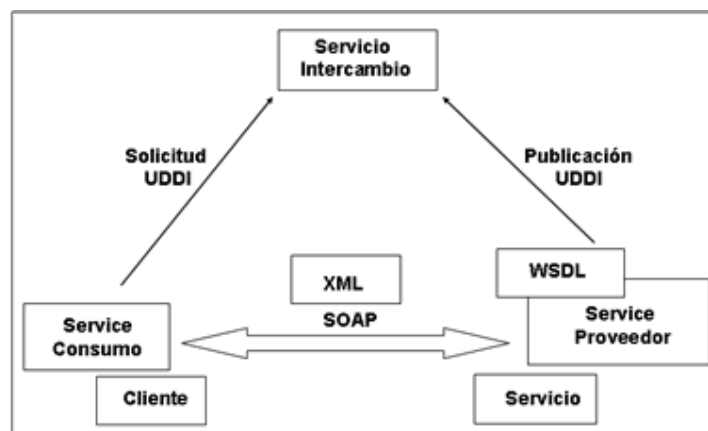 Servicio
Intercambio
Solicitud
UDDI
Publicación
UDDI
WSDL
XML
SOAP
Service
Consumo
Service
Proveedor
Cliente
Servicio